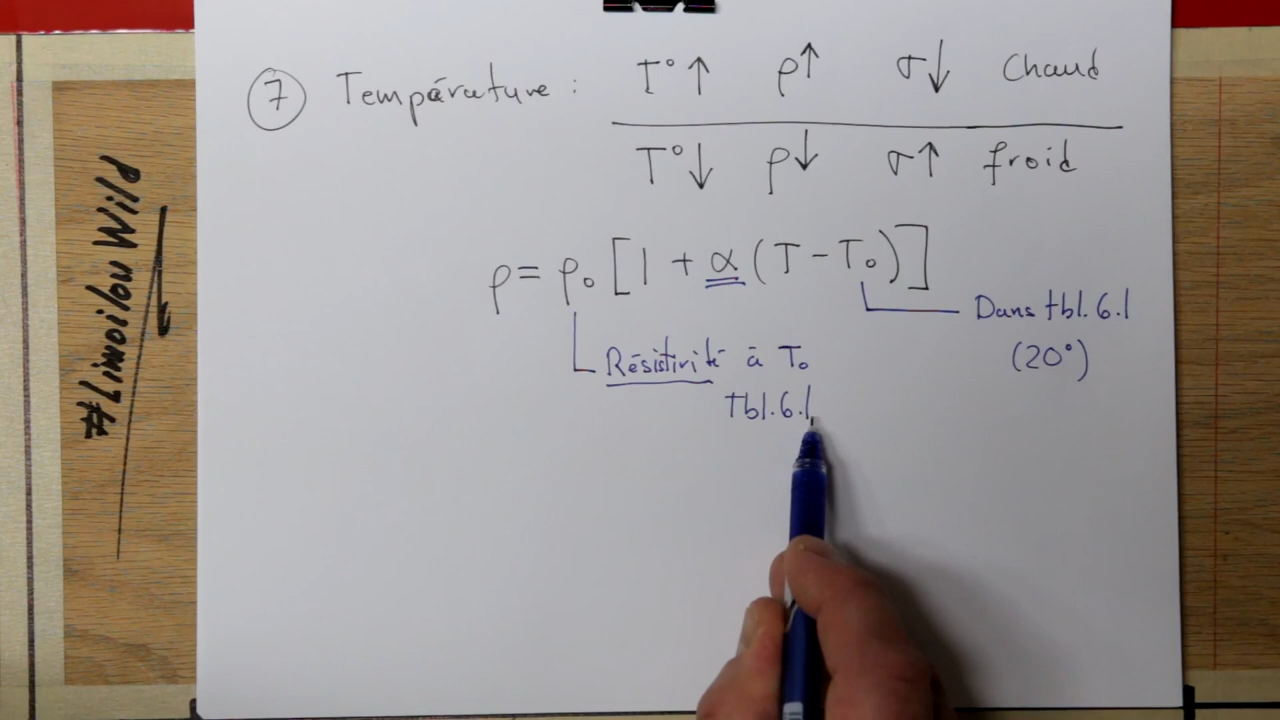 ⑦ Température : T° ↑ ρ ↑ σ ↓ Chaud
T° ↓ ρ ↓ σ ↑ froid
ρ = ρ₀ [1 + α (T - T₀)]
Dans tbl. 6.1
(20°)
Résistivité à T₀
tbl. 6.1
#Limoilou Wild